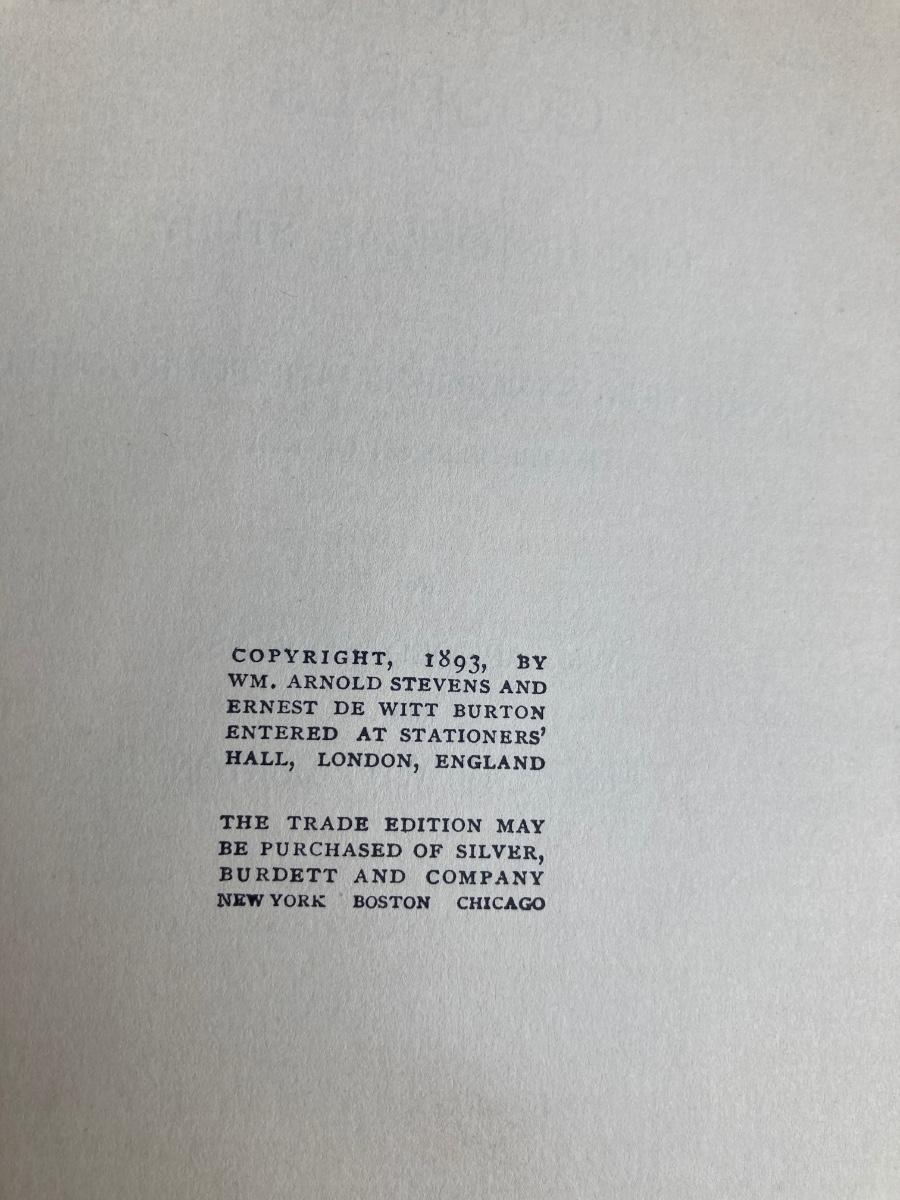 COPYRIGHT, 1893, BY
WM. ARNOLD STEVENS AND
ERNEST DE WITT BURTON
ENTERED AT STATIONERS'
HALL, LONDON, ENGLAND
THE TRADE EDITION MAY
BE PURCHASED OF SILVER,
BURDETT AND COMPANY
NEW YORK BOSTON CHICAGO